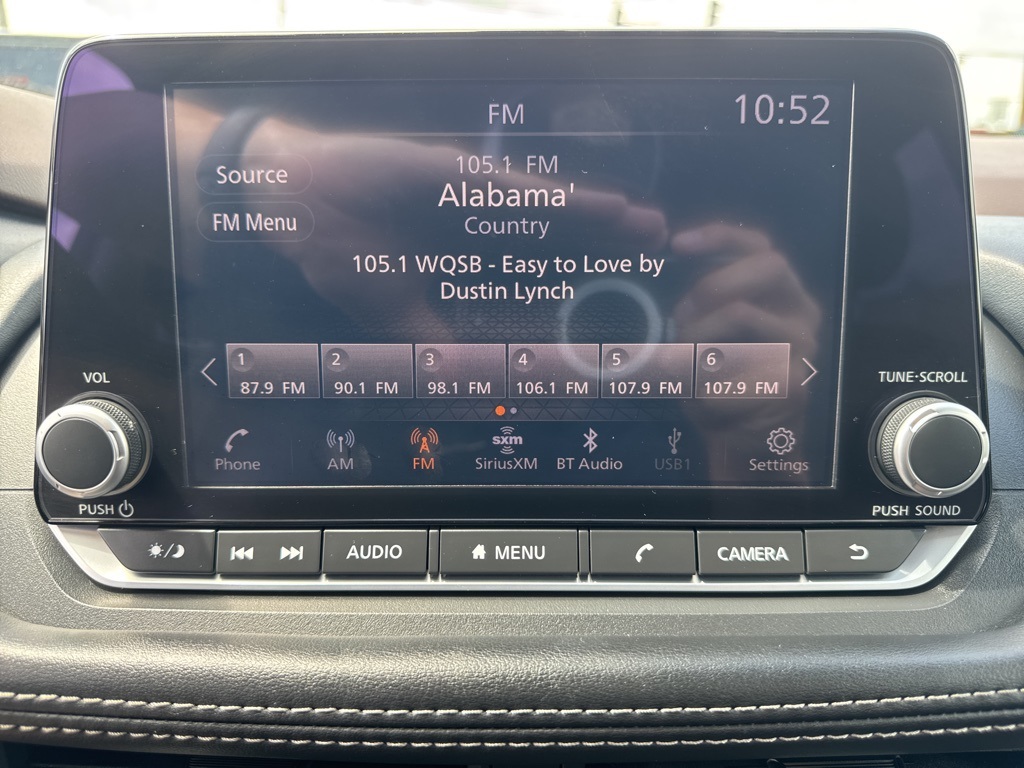 FM
10:52
Source
FM Menu
105.1 FM
Alabama'
Country
105.1 WQSB - Easy to Love by
Dustin Lynch
1 2 3 4 5 6
87.9 FM 90.1 FM 98.1 FM 106.1 FM 107.9 FM 107.9 FM
VOL
TUNE·SCROLL
sxm
Phone AM FM SiriusXM BT Audio USB1 Settings
PUSH
PUSH SOUND
AUDIO MENU CAMERA